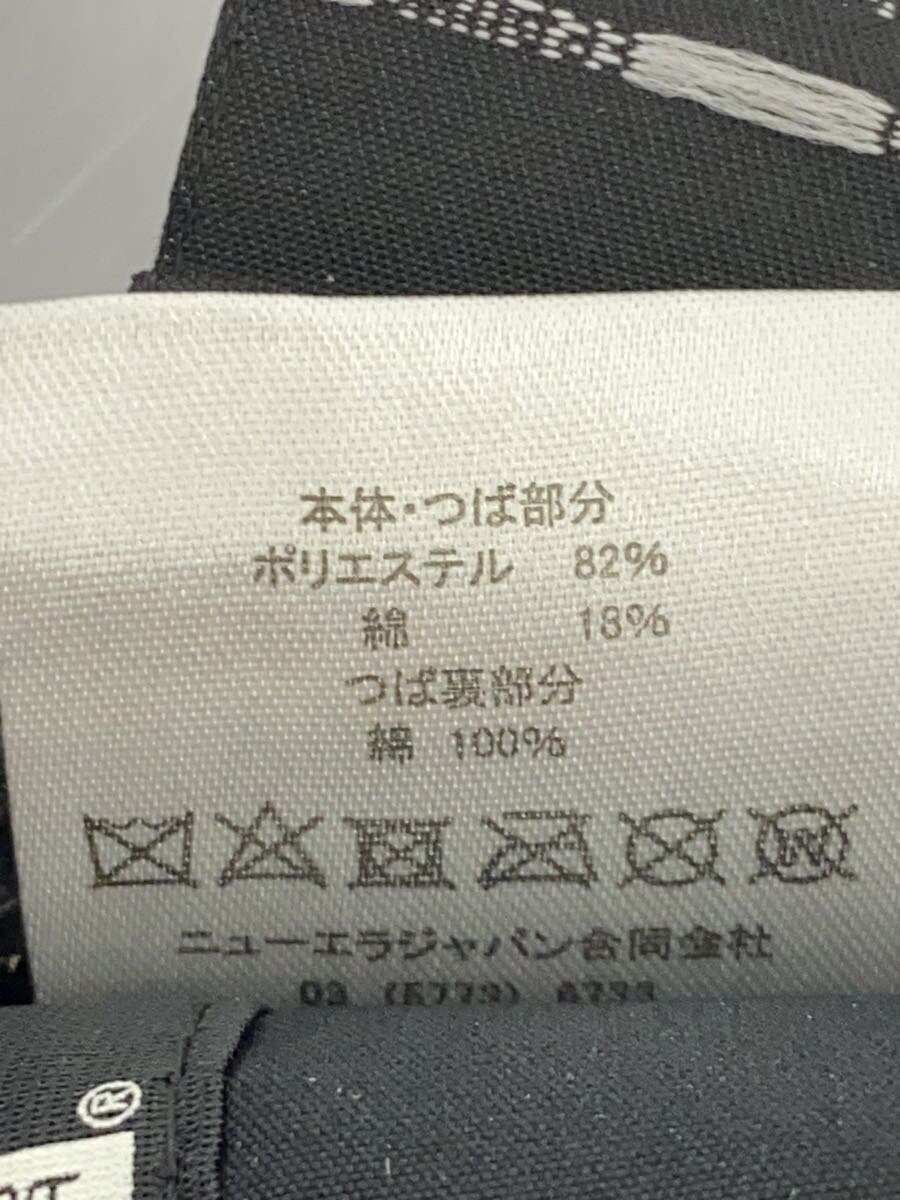 本体・つば部分
ポリエステル 82%
綿 18%
つば裏部分
綿 100%
ニューエラジャパン合同会社
®